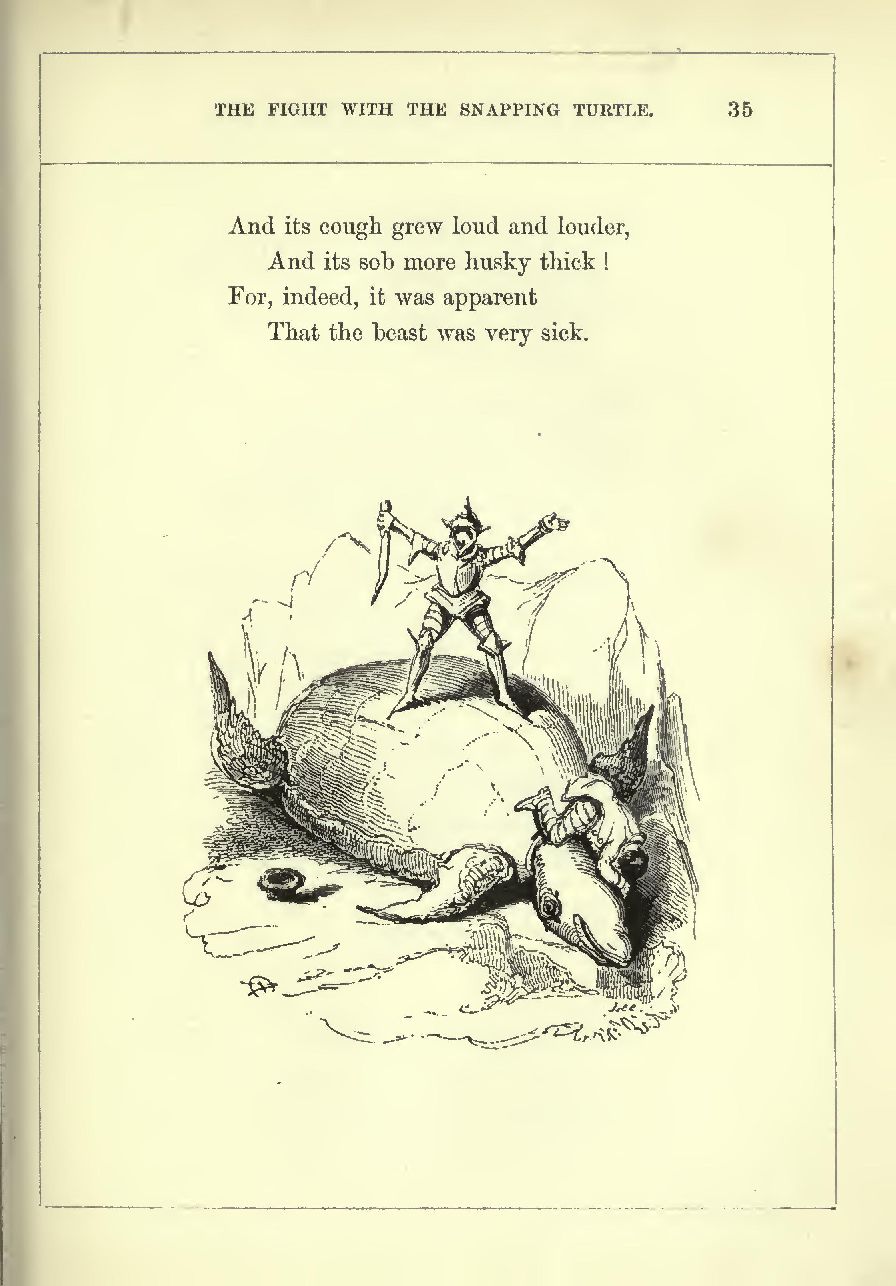 THE FIGHT WITH THE SNAPPING TURTLE. 35
And its cough grew loud and louder,
And its sob more husky thick !
For, indeed, it was apparent
That the beast was very sick.